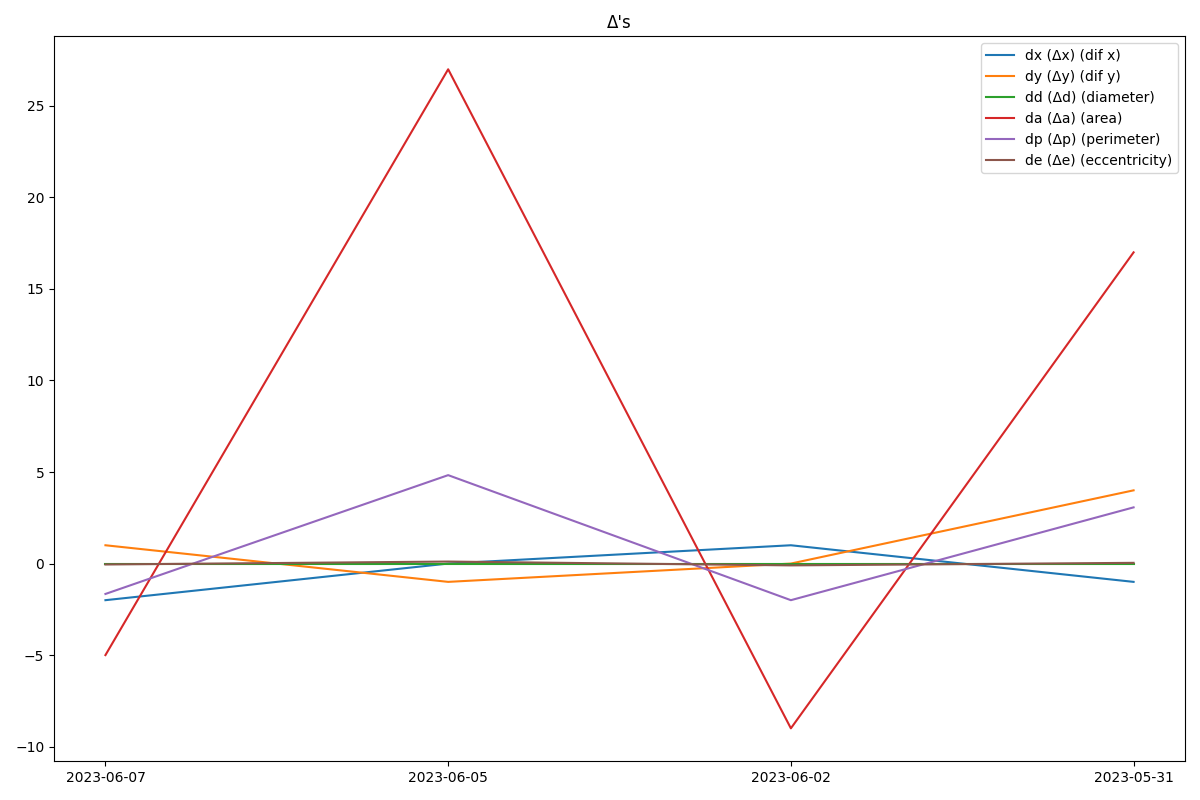 Δ's
dx (Δx) (dif x)
dy (Δy) (dif y)
dd (Δd) (diameter)
da (Δa) (area)
dp (Δp) (perimeter)
de (Δe) (eccentricity)
25
20
15
10
5
0
−5
−10
2023-06-07 2023-06-05 2023-06-02 2023-05-31